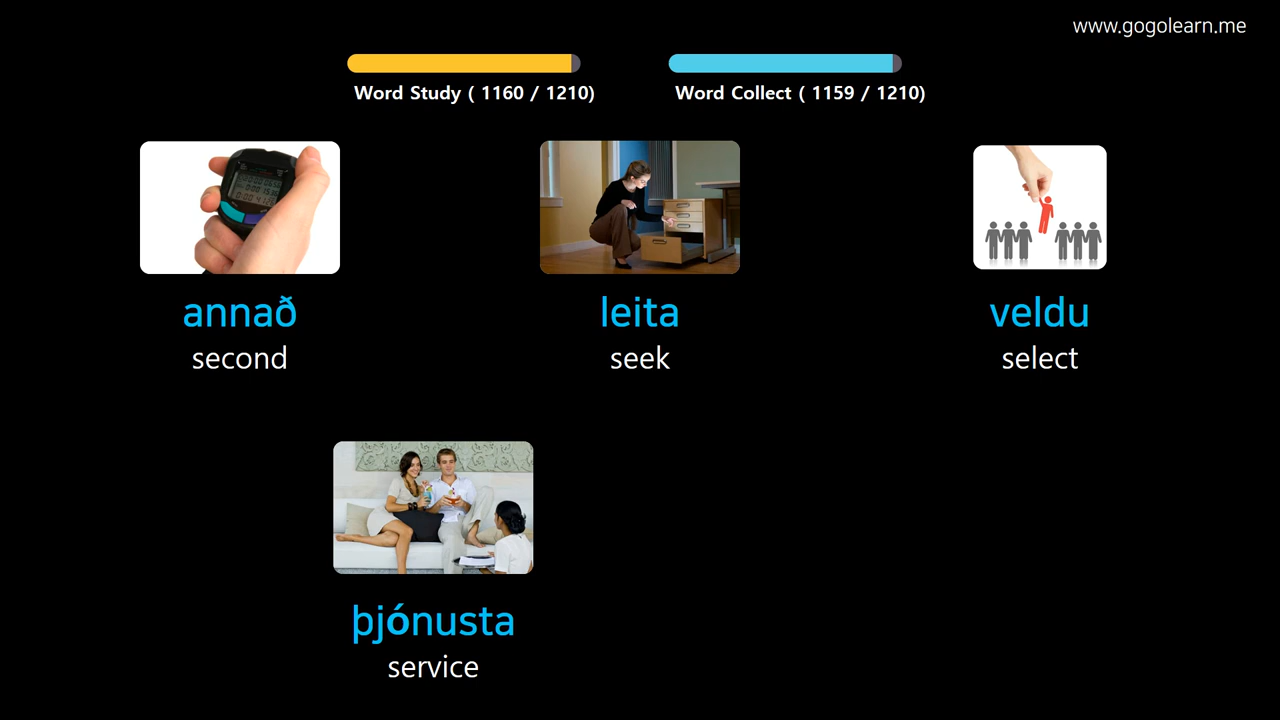 www.gogolearn.me
Word Study ( 1160 / 1210)
Word Collect ( 1159 / 1210)
annað
second
leita
seek
veldu
select
þjónusta
service